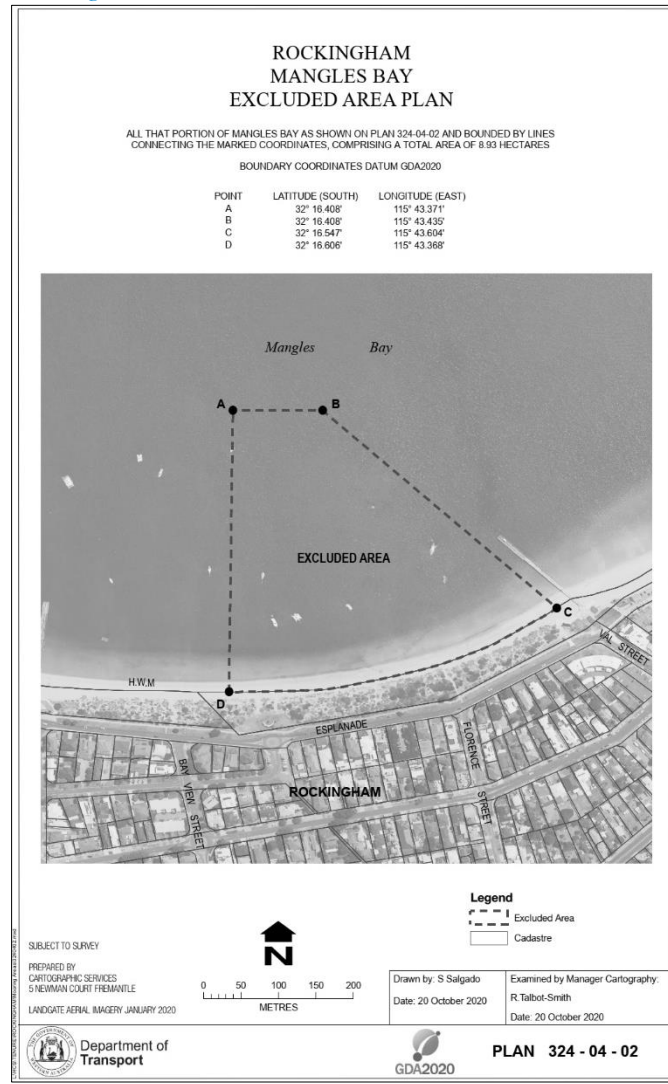 ROCKINGHAM
MANGLES BAY
EXCLUDED AREA PLAN
ALL THAT PORTION OF MANGLES BAY AS SHOWN ON PLAN 324-04-02 AND BOUNDED BY LINES
CONNECTING THE MARKED COORDINATES, COMPRISING A TOTAL AREA OF 8.93 HECTARES
BOUNDARY COORDINATES DATUM GDA2020
POINT LATITUDE (SOUTH) LONGITUDE (EAST)
A 32° 16.408' 115° 43.371'
B 32° 16.408' 115° 43.435'
C 32° 16.547' 115° 43.604'
D 32° 16.606' 115° 43.368'
Mangles Bay
A B
EXCLUDED AREA
C
VAL STREET
H.W.M
D
ESPLANADE
FLORENCE STREET
BAY VIEW STREET
ROCKINGHAM
Legend
Excluded Area
Cadastre
SUBJECT TO SURVEY
PREPARED BY
CARTOGRAPHIC SERVICES
5 NEWMAN COURT FREMANTLE
LANDGATE AERIAL IMAGERY JANUARY 2020
N
0 50 100 150 200
METRES
Drawn by: S Salgado
Date: 20 October 2020
Examined by Manager Cartography:
R.Talbot-Smith
Date: 20 October 2020
Department of
Transport
GDA2020
PLAN 324 - 04 - 02